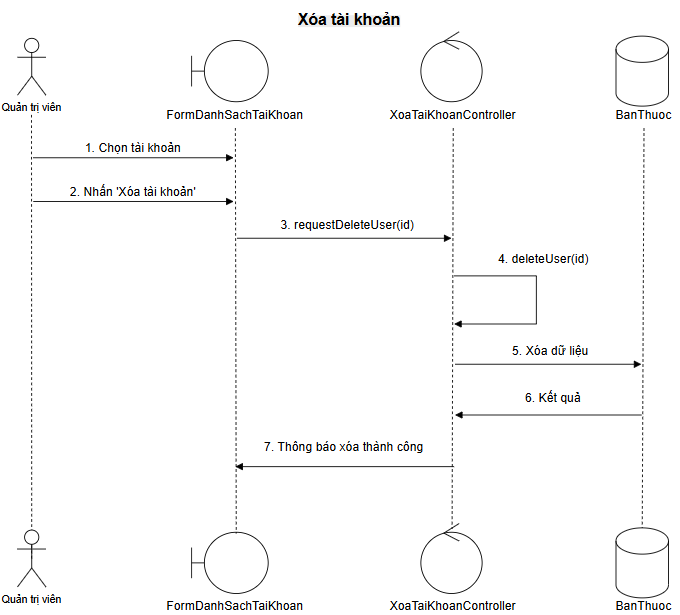 Xóa tài khoản
Quản trị viên
FormDanhSachTaiKhoan
XoaTaiKhoanController
BanThuoc
1. Chọn tài khoản
2. Nhấn 'Xóa tài khoản'
3. requestDeleteUser(id)
4. deleteUser(id)
5. Xóa dữ liệu
6. Kết quả
7. Thông báo xóa thành công
Quản trị viên
FormDanhSachTaiKhoan
XoaTaiKhoanController
BanThuoc